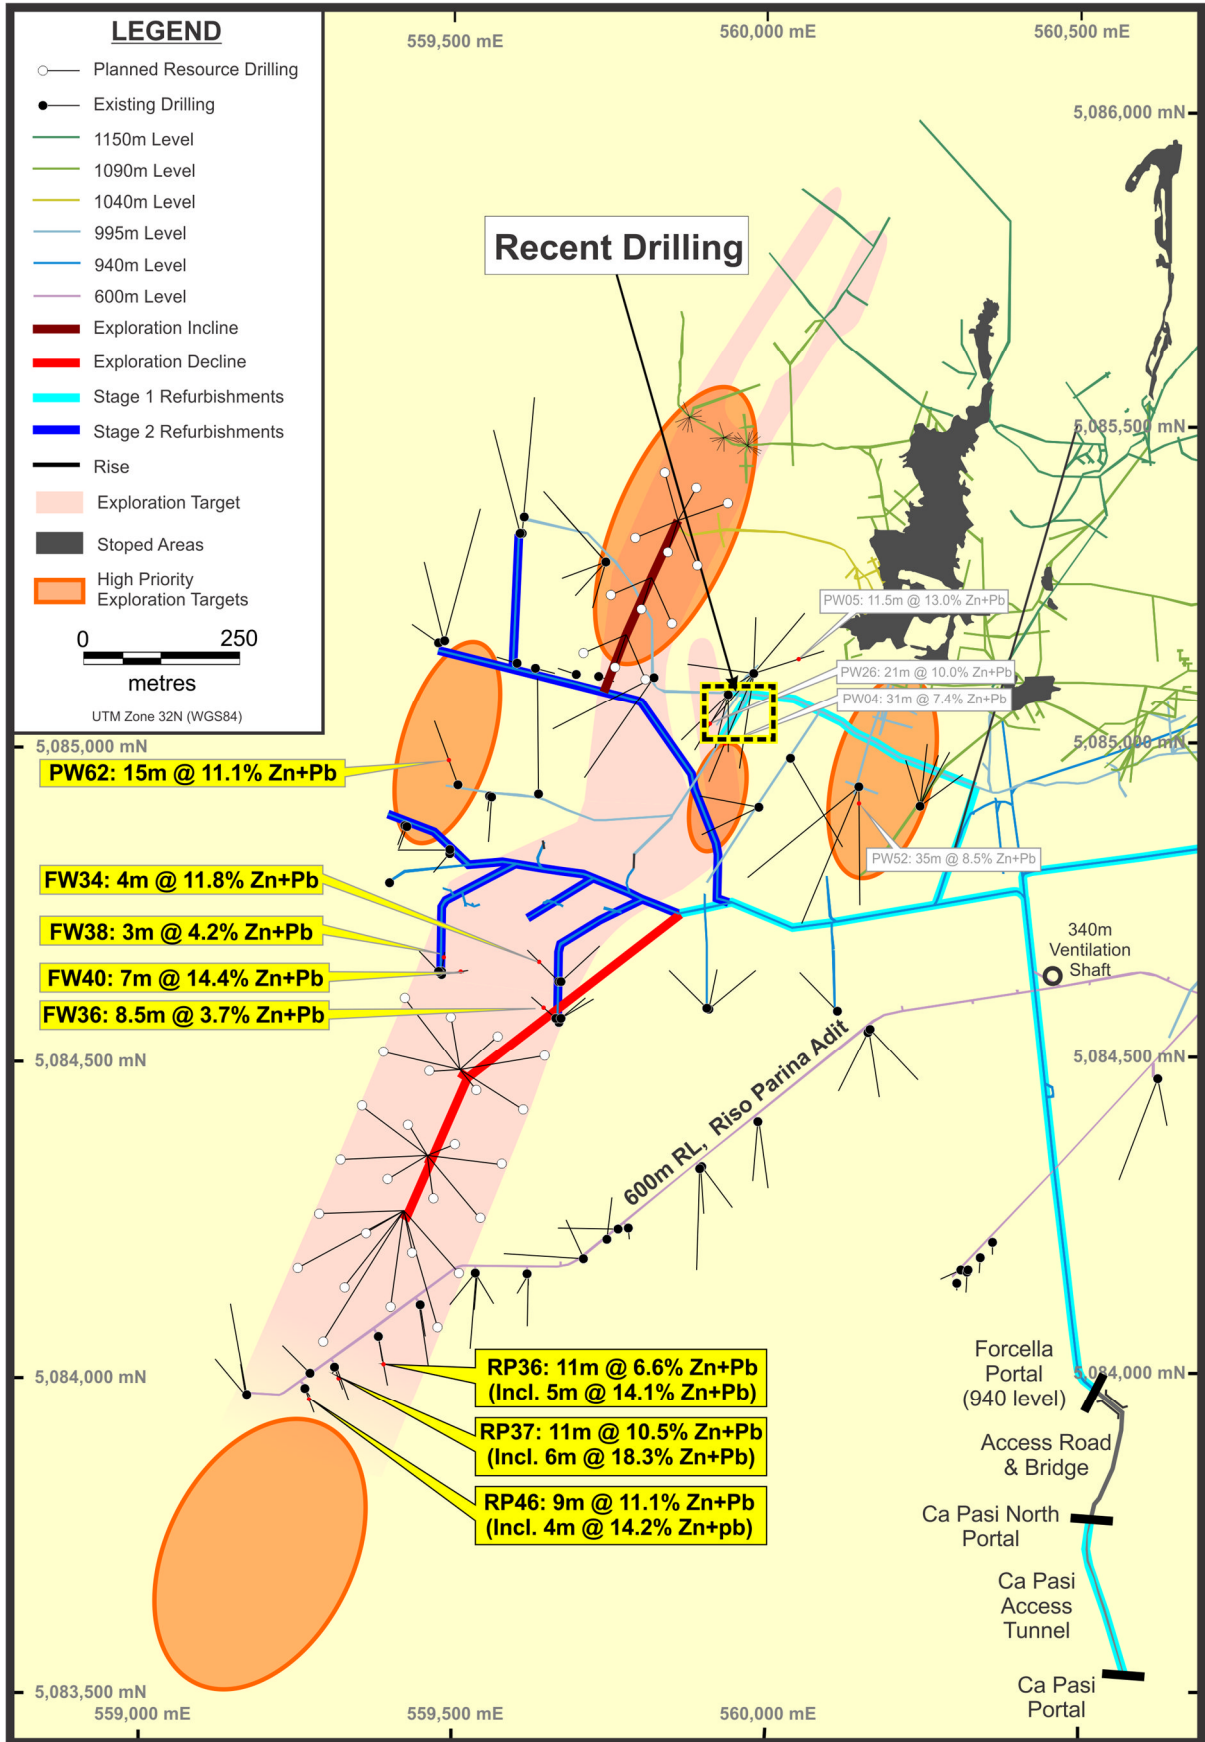 LEGEND
Planned Resource Drilling
Existing Drilling
1150m Level
1090m Level
1040m Level
995m Level
940m Level
600m Level
Exploration Incline
Exploration Decline
Stage 1 Refurbishments
Stage 2 Refurbishments
Rise
Exploration Target
Stoped Areas
High Priority
Exploration Targets
0 250
metres
UTM Zone 32N (WGS84)
559,500 mE
560,000 mE
560,500 mE
5,086,000 mN
Recent Drilling
5,085,500 mN
PW05: 11.5m @ 13.0% Zn+Pb
PW26: 21m @ 10.0% Zn+Pb
PW04: 31m @ 7.4% Zn+Pb
5,085,000 mN
5,085,000 mN
PW62: 15m @ 11.1% Zn+Pb
PW52: 35m @ 8.5% Zn+Pb
FW34: 4m @ 11.8% Zn+Pb
FW38: 3m @ 4.2% Zn+Pb
FW40: 7m @ 14.4% Zn+Pb
FW36: 8.5m @ 3.7% Zn+Pb
340m
Ventilation
Shaft
5,084,500 mN
5,084,500 mN
600m RL, Riso Parina Adit
Forcella
Portal
(940 level)
5,084,000 mN
5,084,000 mN
RP36: 11m @ 6.6% Zn+Pb
(Incl. 5m @ 14.1% Zn+Pb)
RP37: 11m @ 10.5% Zn+Pb
(Incl. 6m @ 18.3% Zn+Pb)
RP46: 9m @ 11.1% Zn+Pb
(Incl. 4m @ 14.2% Zn+pb)
Access Road
& Bridge
Ca Pasi North
Portal
Ca Pasi
Access
Tunnel
Ca Pasi
Portal
5,083,500 mN
559,000 mE
559,500 mE
560,000 mE